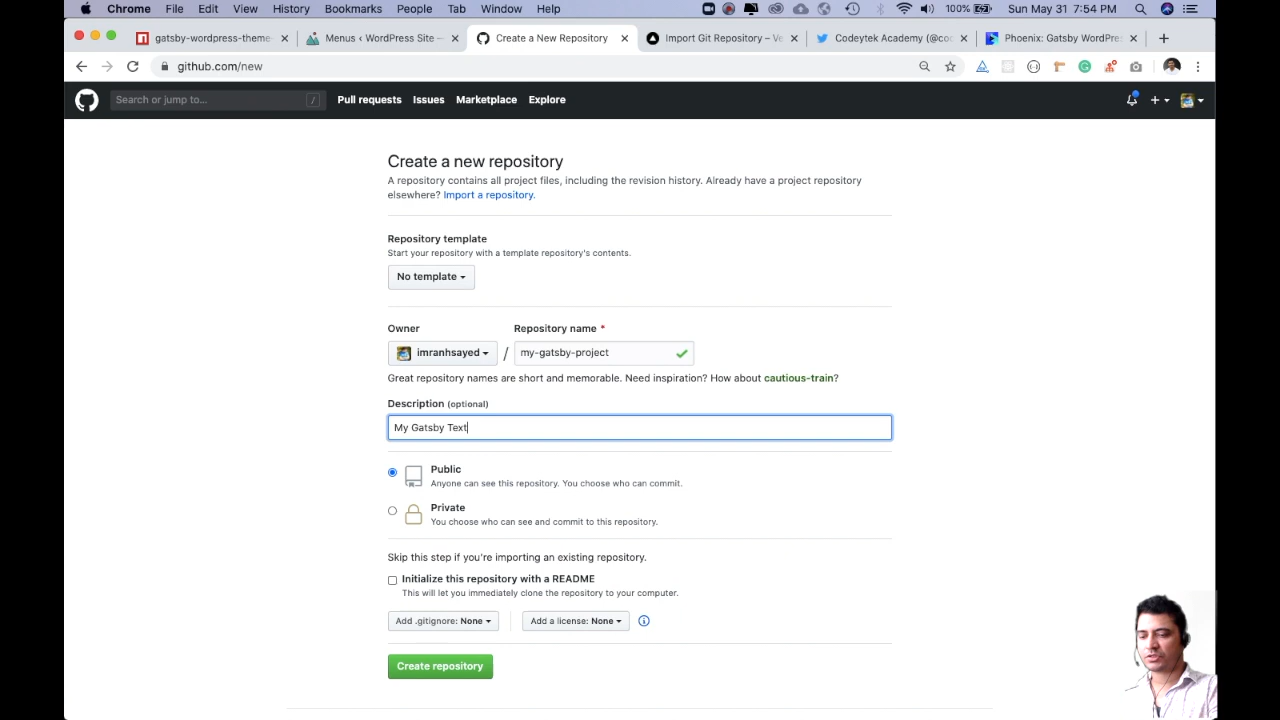 Chrome File Edit View History Bookmarks People Tab Window Help 100% Sun May 31 7:54 PM
gatsby-wordpress-theme- Menus ‹ WordPress Site — Create a New Repository Import Git Repository – Ve Codeytek Academy (@cod Phoenix: Gatsby WordPres
github.com/new
Search or jump to... / Pull requests Issues Marketplace Explore
Create a new repository
A repository contains all project files, including the revision history. Already have a project repository
elsewhere? Import a repository.
Repository template
Start your repository with a template repository's contents.
No template
Owner Repository name *
imranhsayed / my-gatsby-project
Great repository names are short and memorable. Need inspiration? How about cautious-train?
Description (optional)
My Gatsby Text
Public
Anyone can see this repository. You choose who can commit.
Private
You choose who can see and commit to this repository.
Skip this step if you're importing an existing repository.
Initialize this repository with a README
This will let you immediately clone the repository to your computer.
Add .gitignore: None Add a license: None
Create repository